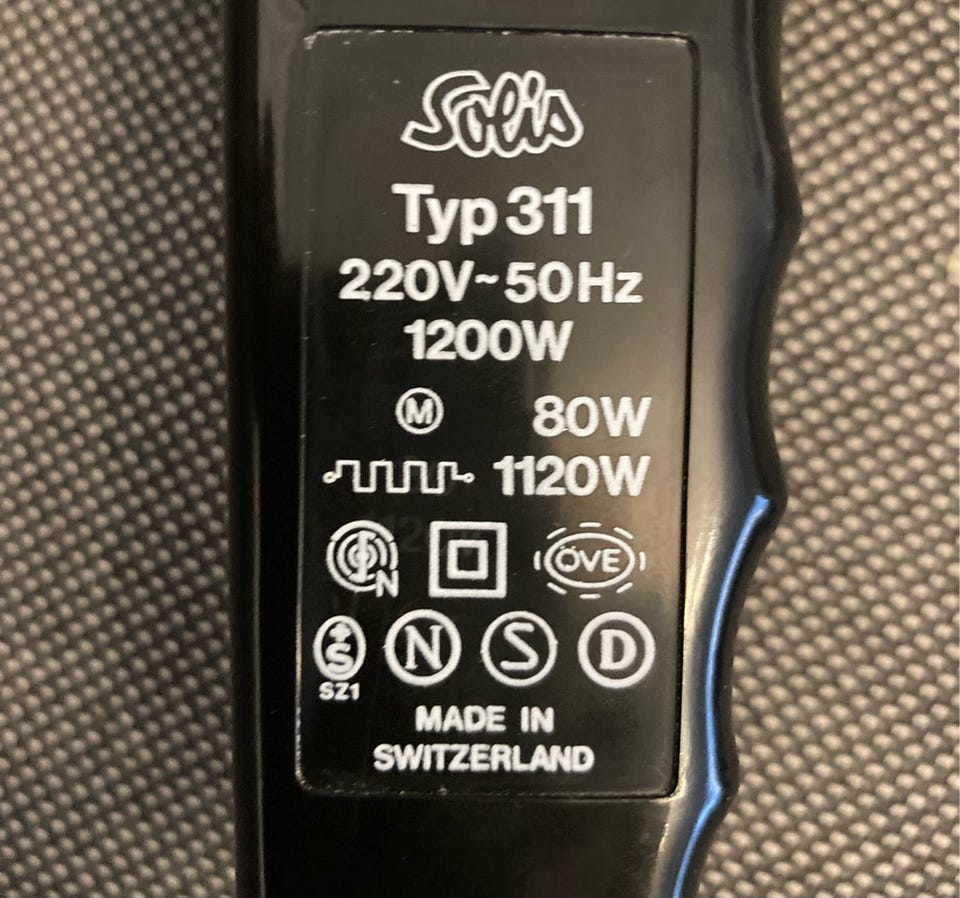 Solis
Typ 311
220V~50Hz
1200W
M 80W
1120W
N ÖVE
+S N S D
SZ1
MADE IN
SWITZERLAND